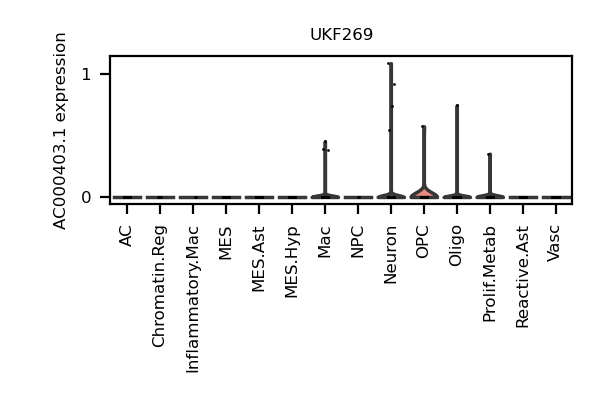 UKF269
AC000403.1 expression
1
0
AC
Chromatin.Reg
Inflammatory.Mac
MES
MES.Ast
MES.Hyp
Mac
NPC
Neuron
OPC
Oligo
Prolif.Metab
Reactive.Ast
Vasc